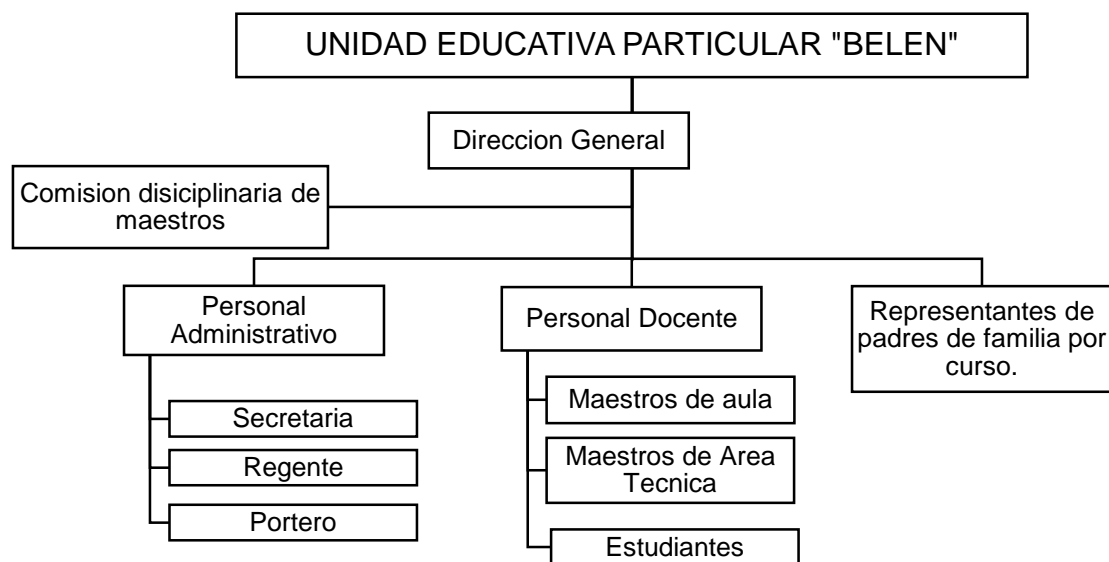 UNIDAD EDUCATIVA PARTICULAR "BELEN"
Direccion General
Comision disiciplinaria de
maestros
Personal
Administrativo
Personal Docente
Representantes de
padres de familia por
curso.
Secretaria
Regente
Portero
Maestros de aula
Maestros de Area
Tecnica
Estudiantes